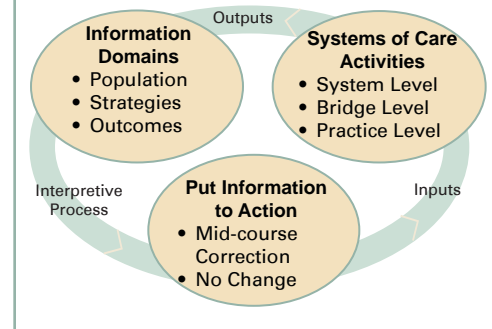 Outputs
Information
Domains
• Population
• Strategies
• Outcomes
Systems of Care
Activities
• System Level
• Bridge Level
• Practice Level
Interpretive
Process
Put Information
to Action
• Mid-course
Correction
• No Change
Inputs